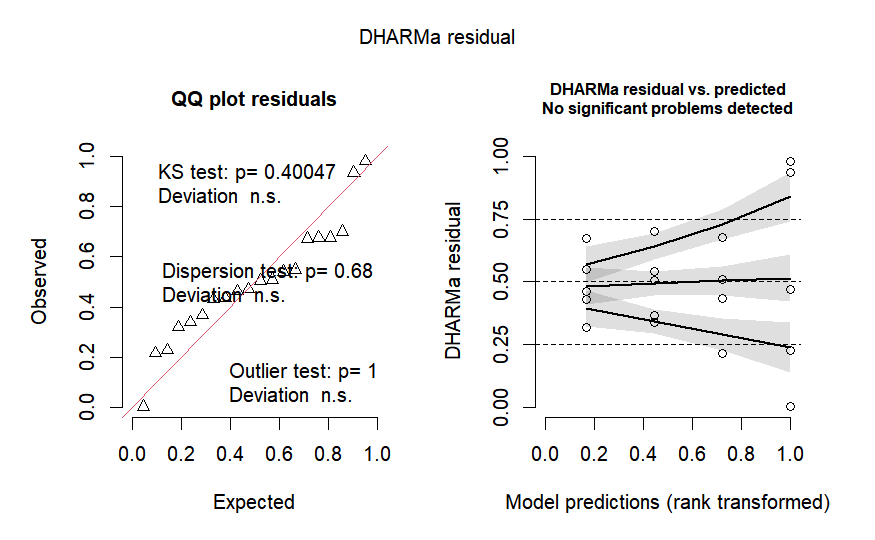 DHARMa residual
QQ plot residuals
KS test: p= 0.40047
Deviation n.s.
Dispersion test: p= 0.68
Deviation n.s.
Outlier test: p= 1
Deviation n.s.
Observed
0.0 0.2 0.4 0.6 0.8 1.0
0.0 0.2 0.4 0.6 0.8 1.0
Expected
DHARMa residual vs. predicted
No significant problems detected
DHARMa residual
0.00 0.25 0.50 0.75 1.00
0.0 0.2 0.4 0.6 0.8 1.0
Model predictions (rank transformed)